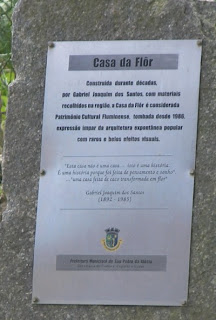 Casa da Flôr
Construida durante décadas,
por Gabriel Joaquim dos Santos, com materiais
recolhidos na região, a Casa da Flôr é considerada
Patrimônio Cultural Fluminense, tombada desde 1986,
expressão ímpar da arquitetura espontânea popular
com raros e belos efeitos visuais.
"Esta casa não é uma casa... isto é uma história.
É uma história porque foi feita de pensamento e sonho"
..."uma casa feita de caco transformada em flor"
Gabriel Joaquim dos Santos
(1892 - 1985)
Prefeitura Municipal de São Pedro da Aldeia